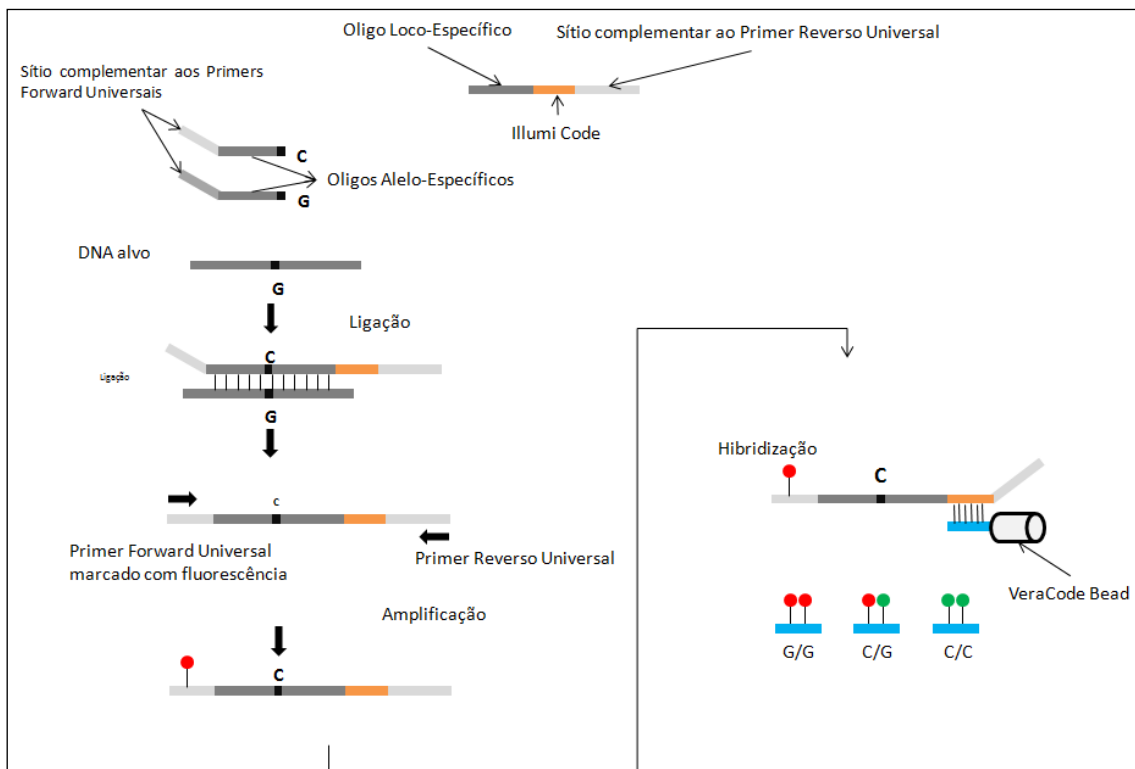 Oligo Loco-Específico
Sítio complementar ao Primer Reverso Universal
Sítio complementar aos Primers
Forward Universais
Illumi Code
C
Oligos Alelo-Específicos
G
DNA alvo
G
Ligação
C
Ligação
G
C
Primer Forward Universal
marcado com fluorescência
Primer Reverso Universal
Amplificação
C
Hibridização
C
VeraCode Bead
G/G
C/G
C/C